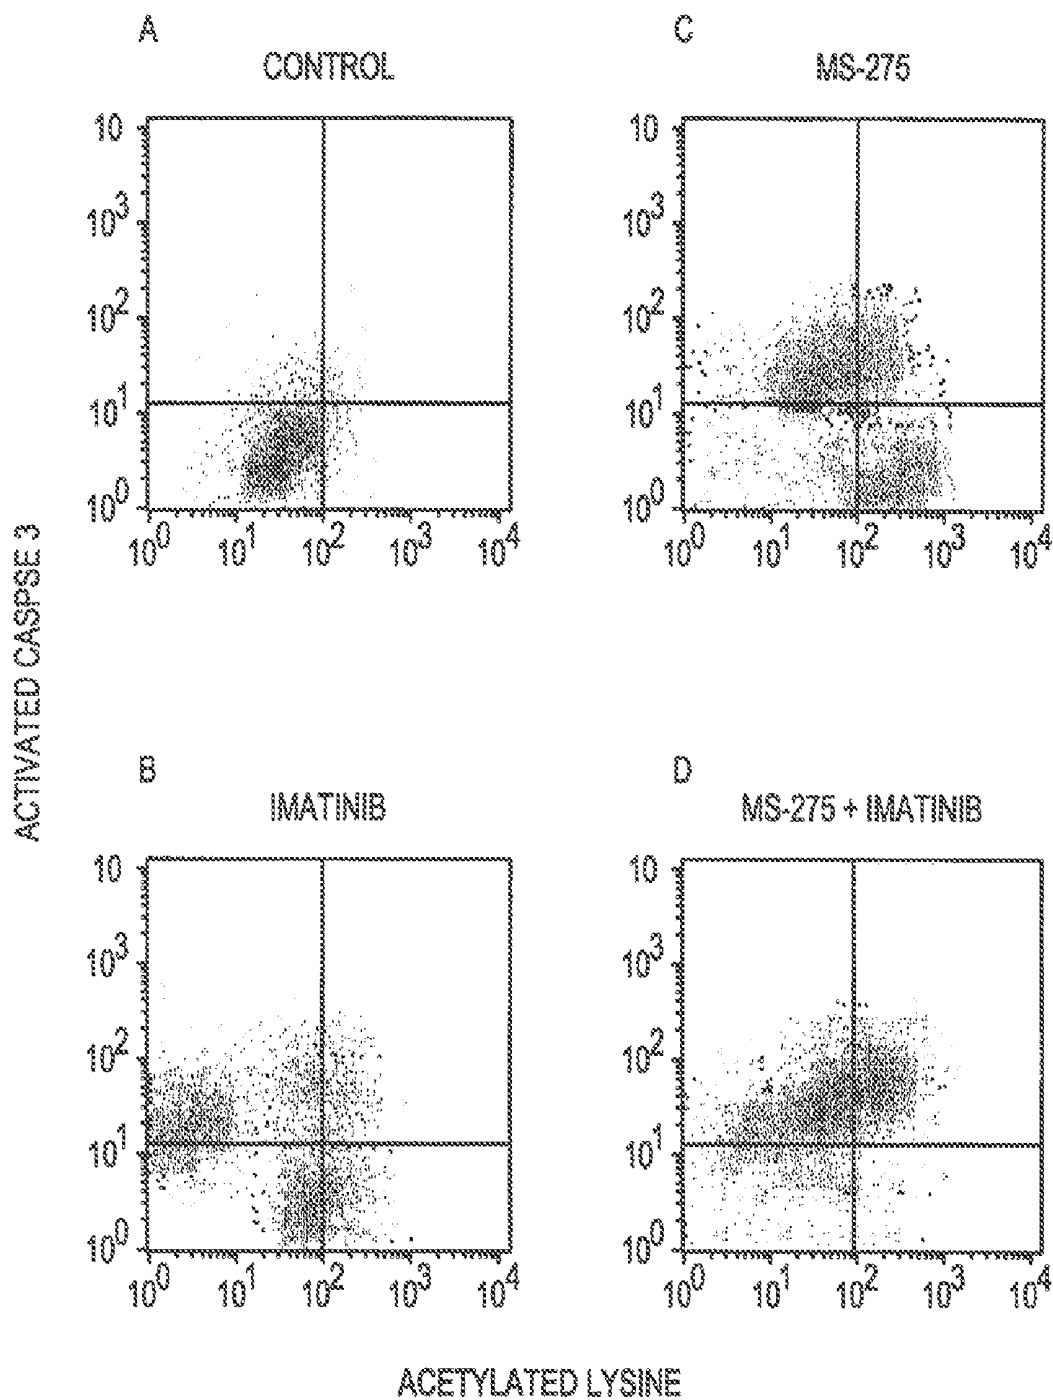 A
CONTROL
10
10³
10²
10¹
10⁰
10⁰ 10¹ 10² 10³ 10⁴
C
MS-275
10
10³
10²
10¹
10⁰
10⁰ 10¹ 10² 10³ 10⁴
ACTIVATED CASPSE 3
B
IMATINIB
10
10³
10²
10¹
10⁰
10⁰ 10¹ 10² 10³ 10⁴
D
MS-275 + IMATINIB
10
10³
10²
10¹
10⁰
10⁰ 10¹ 10² 10³ 10⁴
ACETYLATED LYSINE